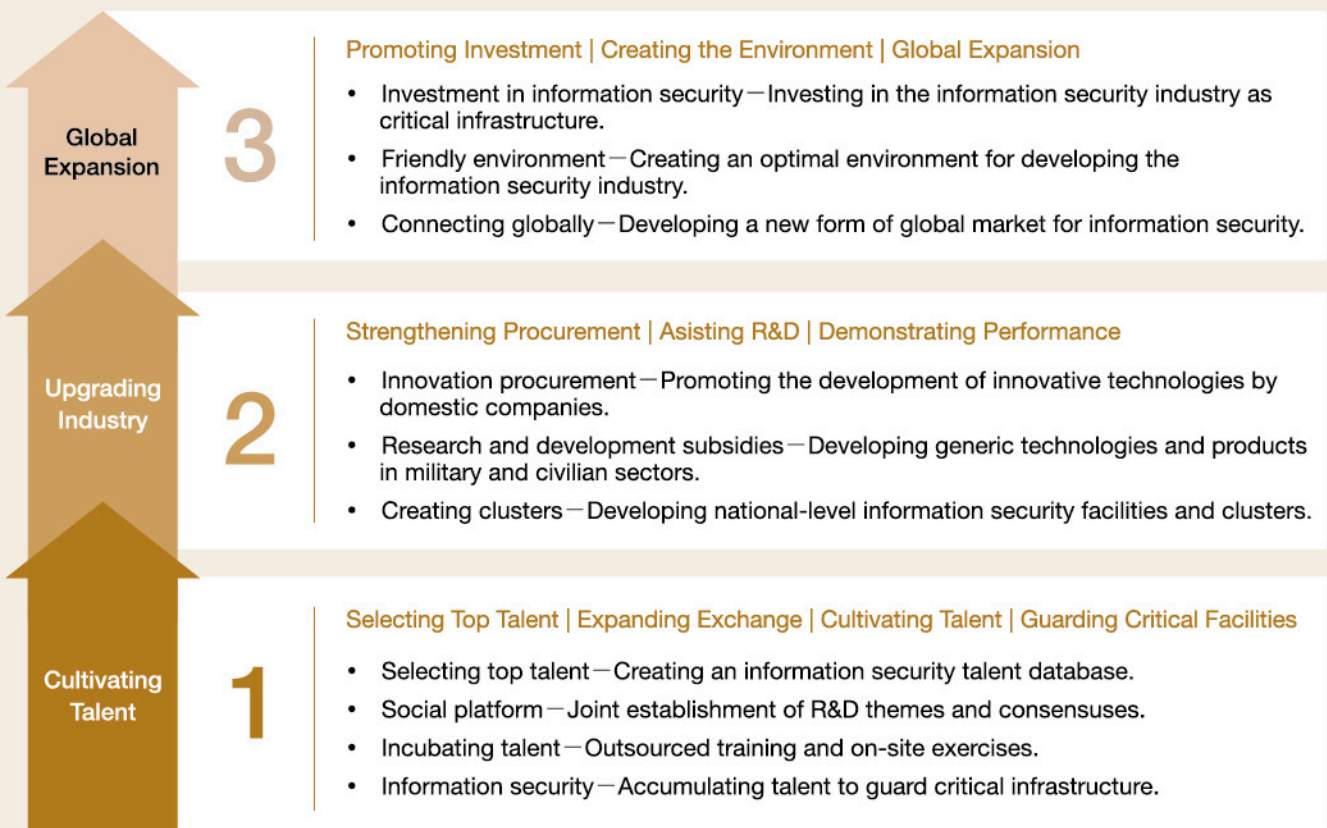 Global
Expansion
3
Promoting Investment | Creating the Environment | Global Expansion
• Investment in information security—Investing in the information security industry as
critical infrastructure.
• Friendly environment—Creating an optimal environment for developing the
information security industry.
• Connecting globally—Developing a new form of global market for information security.
Upgrading
Industry
2
Strengthening Procurement | Asisting R&D | Demonstrating Performance
• Innovation procurement—Promoting the development of innovative technologies by
domestic companies.
• Research and development subsidies—Developing generic technologies and products
in military and civilian sectors.
• Creating clusters—Developing national-level information security facilities and clusters.
Cultivating
Talent
1
Selecting Top Talent | Expanding Exchange | Cultivating Talent | Guarding Critical Facilities
• Selecting top talent—Creating an information security talent database.
• Social platform—Joint establishment of R&D themes and consensuses.
• Incubating talent—Outsourced training and on-site exercises.
• Information security—Accumulating talent to guard critical infrastructure.